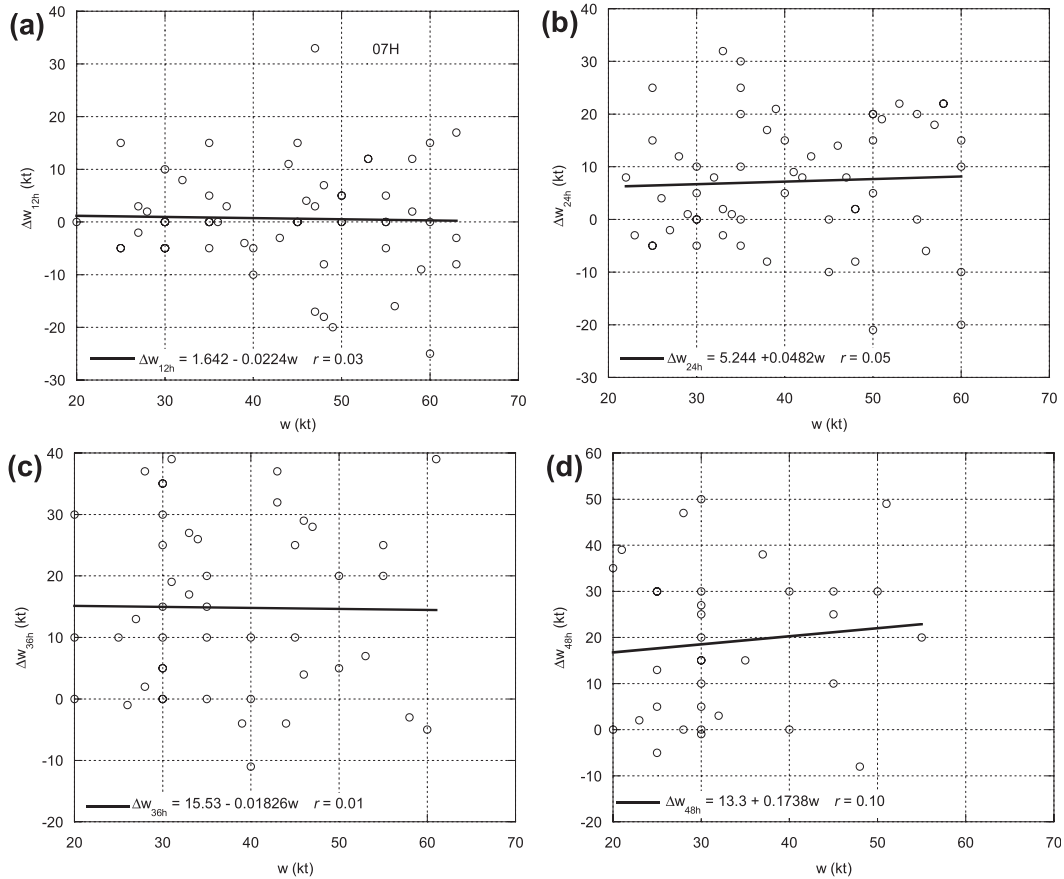 (a)
07H
40
30
20
10
0
-10
-20
-30
Δw12h (kt)
Δw12h = 1.642 - 0.0224w r = 0.03
20 30 40 50 60 70
w (kt)
(b)
40
30
20
10
0
-10
-20
-30
Δw24h (kt)
Δw24h = 5.244 +0.0482w r = 0.05
20 30 40 50 60 70
w (kt)
(c)
40
30
20
10
0
-10
-20
Δw36h (kt)
Δw36h = 15.53 - 0.01826w r = 0.01
20 30 40 50 60 70
w (kt)
(d)
60
50
40
30
20
10
0
-10
-20
Δw48h (kt)
Δw48h = 13.3 + 0.1738w r = 0.10
20 30 40 50 60 70
w (kt)